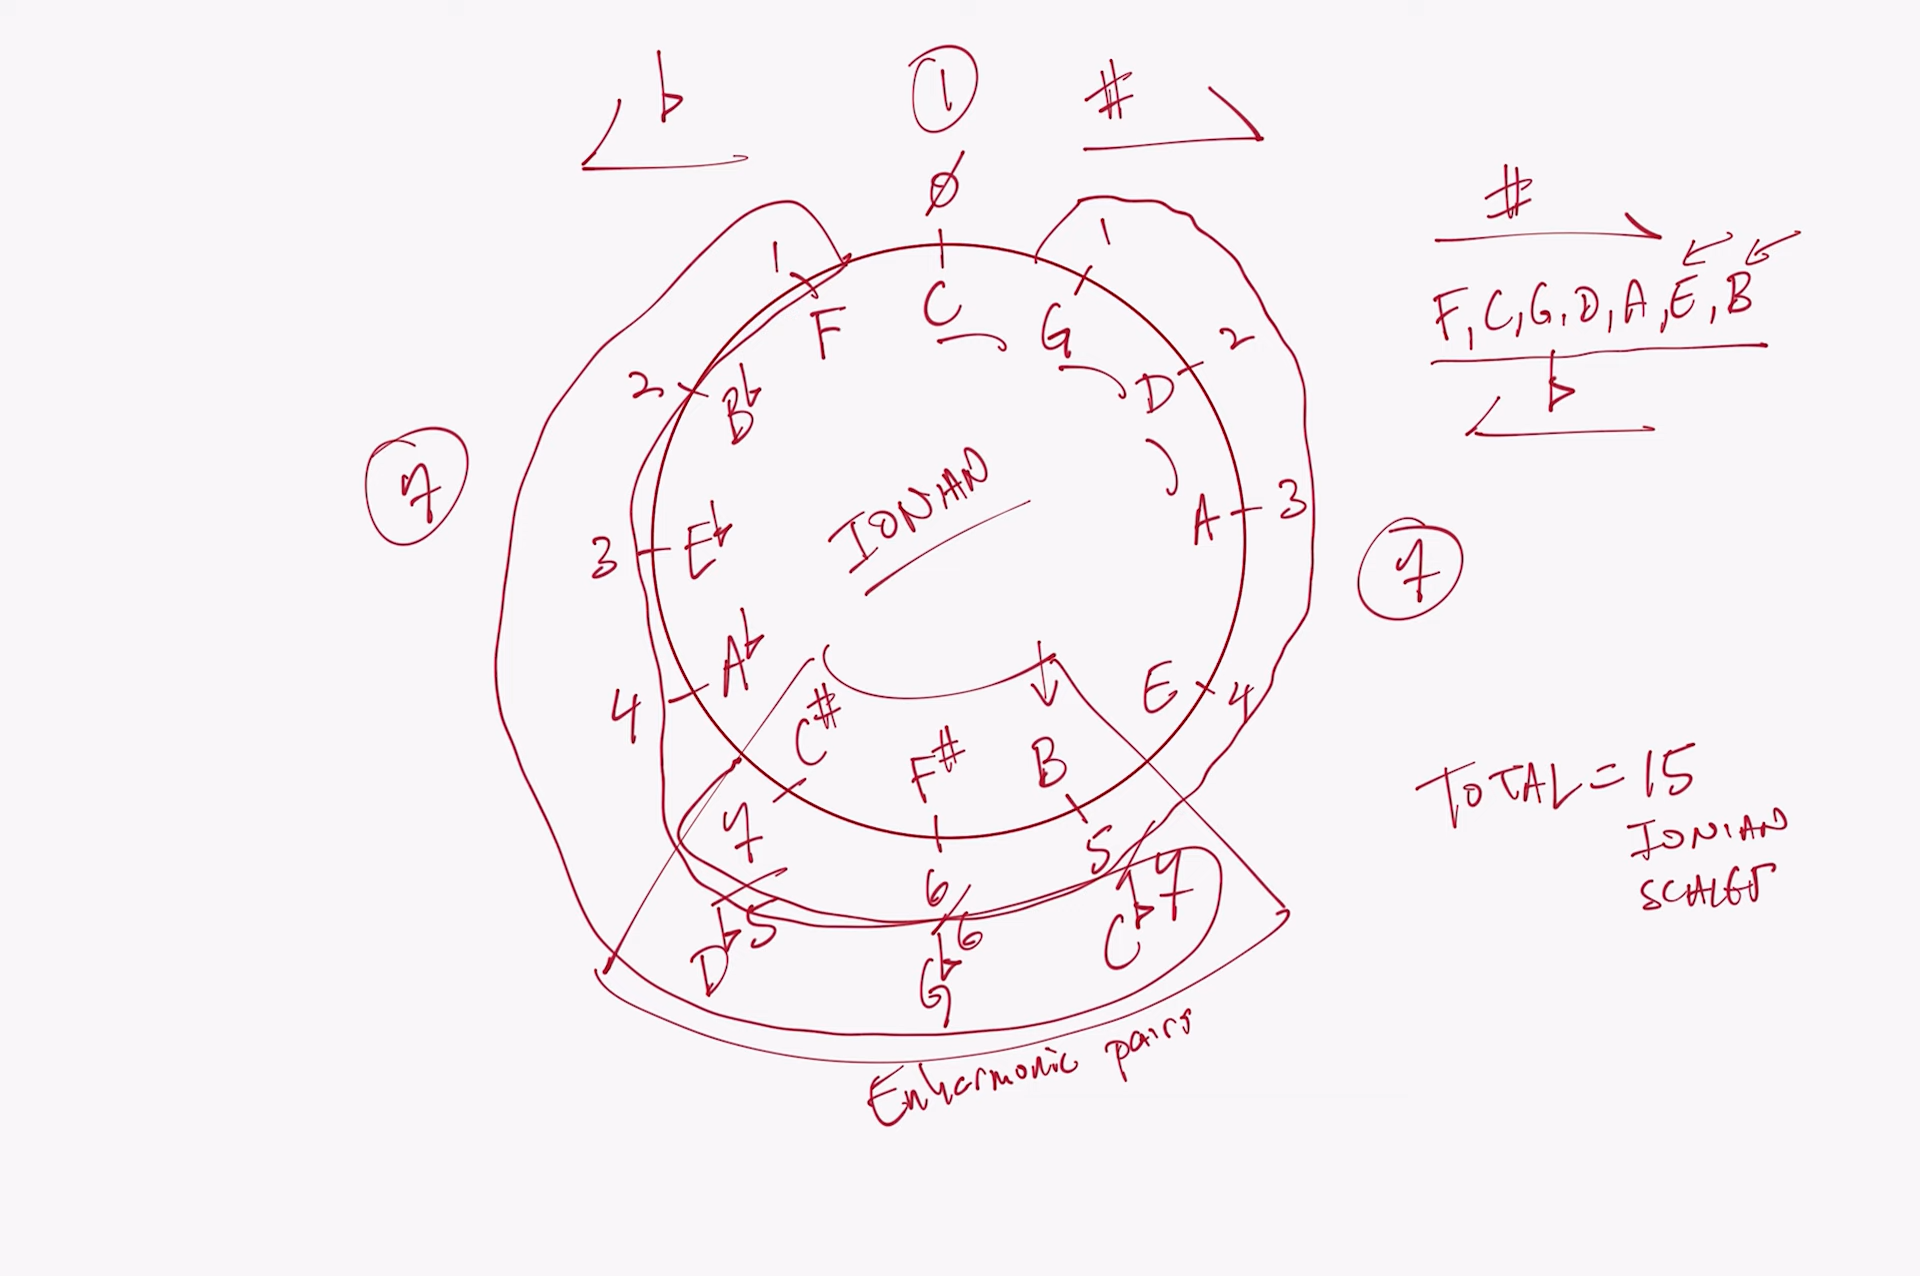 b
1
#
Ø
1
1
#
F
C
G
2
F, C, G, D, A, E, B
2
B♭
D
b
7
IONIAN
3
E♭
A
3
7
4
A♭
E
4
C#
F#
B
TOTAL = 15
IONIAN
SCALES
7
6
5
D♭ 5
G♭ 6
C♭ 7
Enharmonic pairs